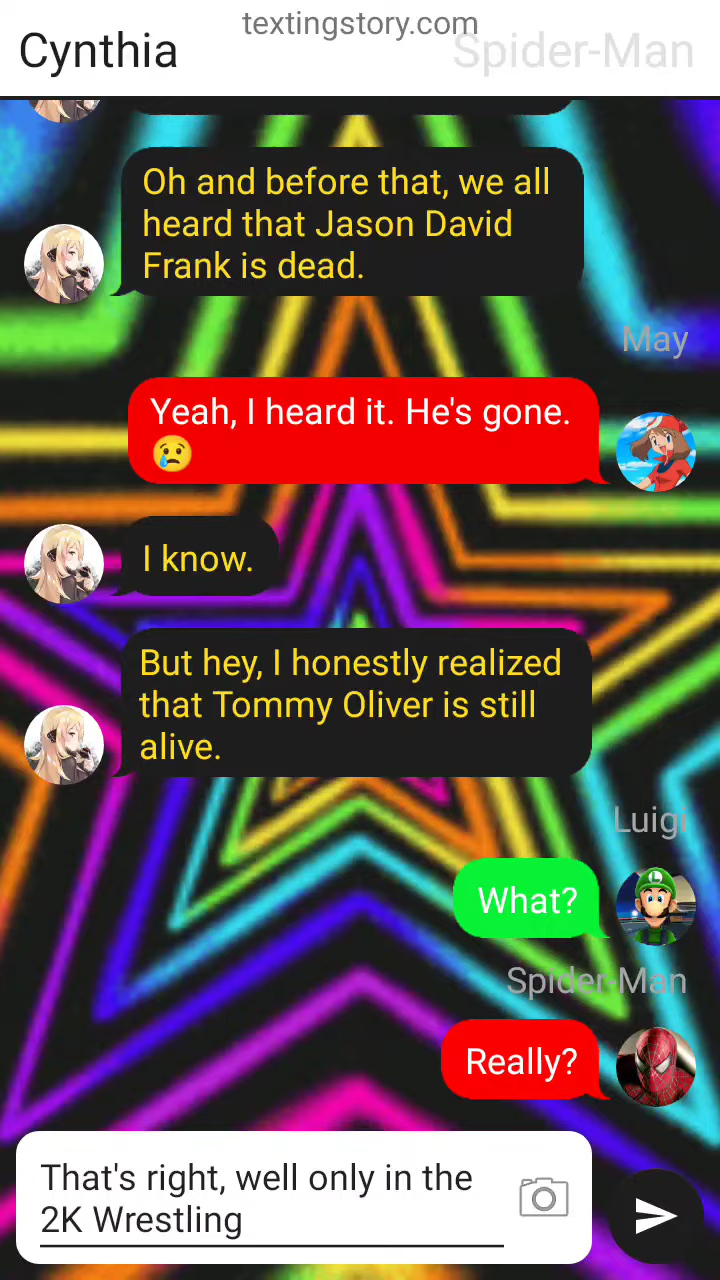 textingstory.com
Cynthia
Spider-Man
Oh and before that, we all
heard that Jason David
Frank is dead.
May
Yeah, I heard it. He's gone.
😢
I know.
But hey, I honestly realized
that Tommy Oliver is still
alive.
Luigi
What?
Spider-Man
Really?
That's right, well only in the
2K Wrestling